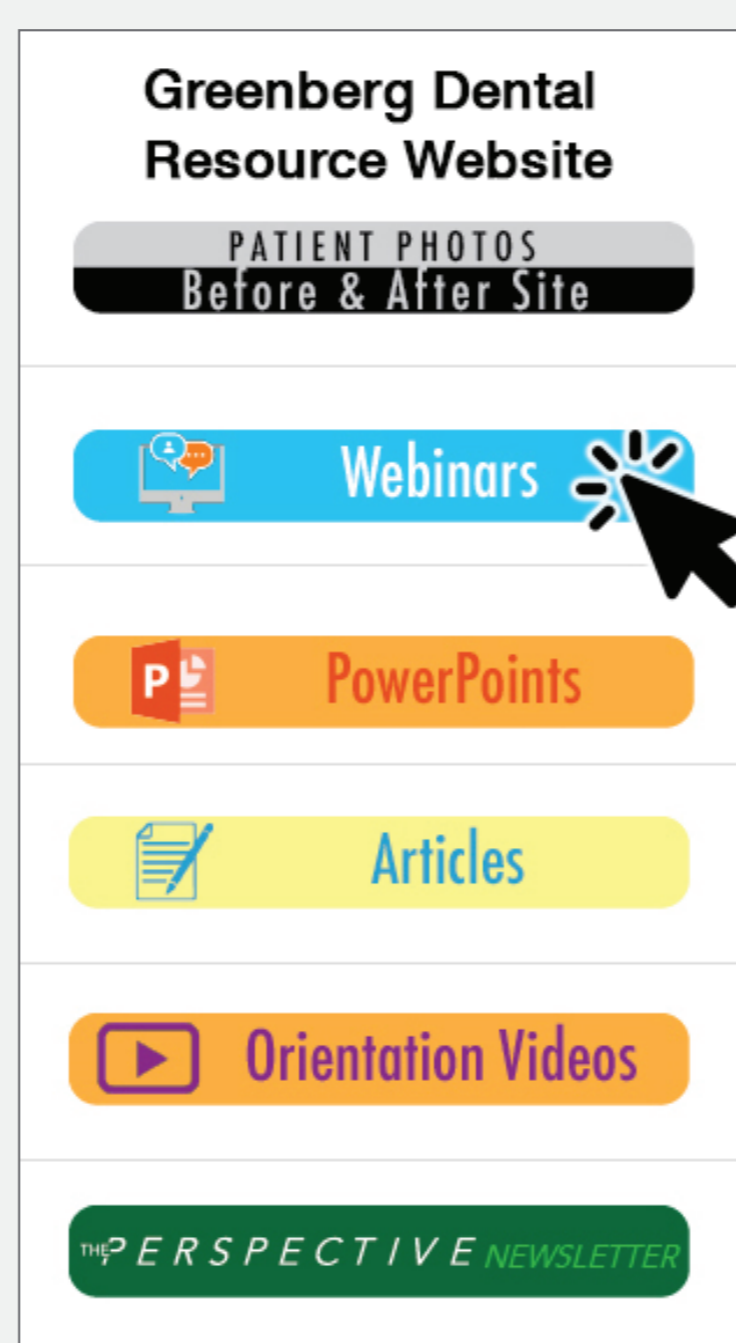 Greenberg Dental
Resource Website
PATIENT PHOTOS
Before & After Site
Webinars
P PowerPoints
Articles
Orientation Videos
THE PERSPECTIVE NEWSLETTER